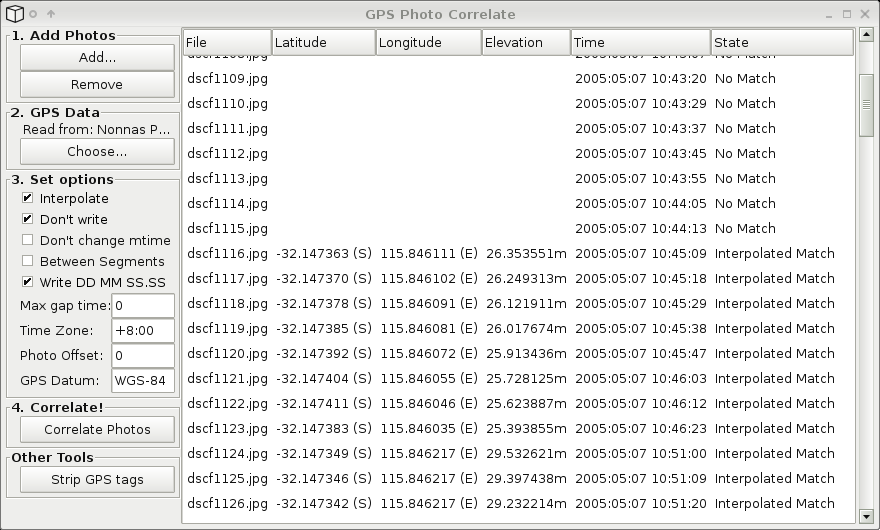 GPS Photo Correlate
1. Add Photos
Add...
Remove
2. GPS Data
Read from: Nonnas P...
Choose...
3. Set options
Interpolate
Don't write
Don't change mtime
Between Segments
Write DD MM SS.SS
Max gap time: 0
Time Zone: +8:00
Photo Offset: 0
GPS Datum: WGS-84
4. Correlate!
Correlate Photos
Other Tools
Strip GPS tags
File Latitude Longitude Elevation Time State
dscf1109.jpg 2005:05:07 10:43:20 No Match
dscf1110.jpg 2005:05:07 10:43:29 No Match
dscf1111.jpg 2005:05:07 10:43:37 No Match
dscf1112.jpg 2005:05:07 10:43:45 No Match
dscf1113.jpg 2005:05:07 10:43:55 No Match
dscf1114.jpg 2005:05:07 10:44:05 No Match
dscf1115.jpg 2005:05:07 10:44:13 No Match
dscf1116.jpg -32.147363 (S) 115.846111 (E) 26.353551m 2005:05:07 10:45:09 Interpolated Match
dscf1117.jpg -32.147370 (S) 115.846102 (E) 26.249313m 2005:05:07 10:45:18 Interpolated Match
dscf1118.jpg -32.147378 (S) 115.846091 (E) 26.121911m 2005:05:07 10:45:29 Interpolated Match
dscf1119.jpg -32.147385 (S) 115.846081 (E) 26.017674m 2005:05:07 10:45:38 Interpolated Match
dscf1120.jpg -32.147392 (S) 115.846072 (E) 25.913436m 2005:05:07 10:45:47 Interpolated Match
dscf1121.jpg -32.147404 (S) 115.846055 (E) 25.728125m 2005:05:07 10:46:03 Interpolated Match
dscf1122.jpg -32.147411 (S) 115.846046 (E) 25.623887m 2005:05:07 10:46:12 Interpolated Match
dscf1123.jpg -32.147383 (S) 115.846035 (E) 25.393855m 2005:05:07 10:46:23 Interpolated Match
dscf1124.jpg -32.147349 (S) 115.846217 (E) 29.532621m 2005:05:07 10:51:00 Interpolated Match
dscf1125.jpg -32.147346 (S) 115.846217 (E) 29.397438m 2005:05:07 10:51:09 Interpolated Match
dscf1126.jpg -32.147342 (S) 115.846217 (E) 29.232214m 2005:05:07 10:51:20 Interpolated Match